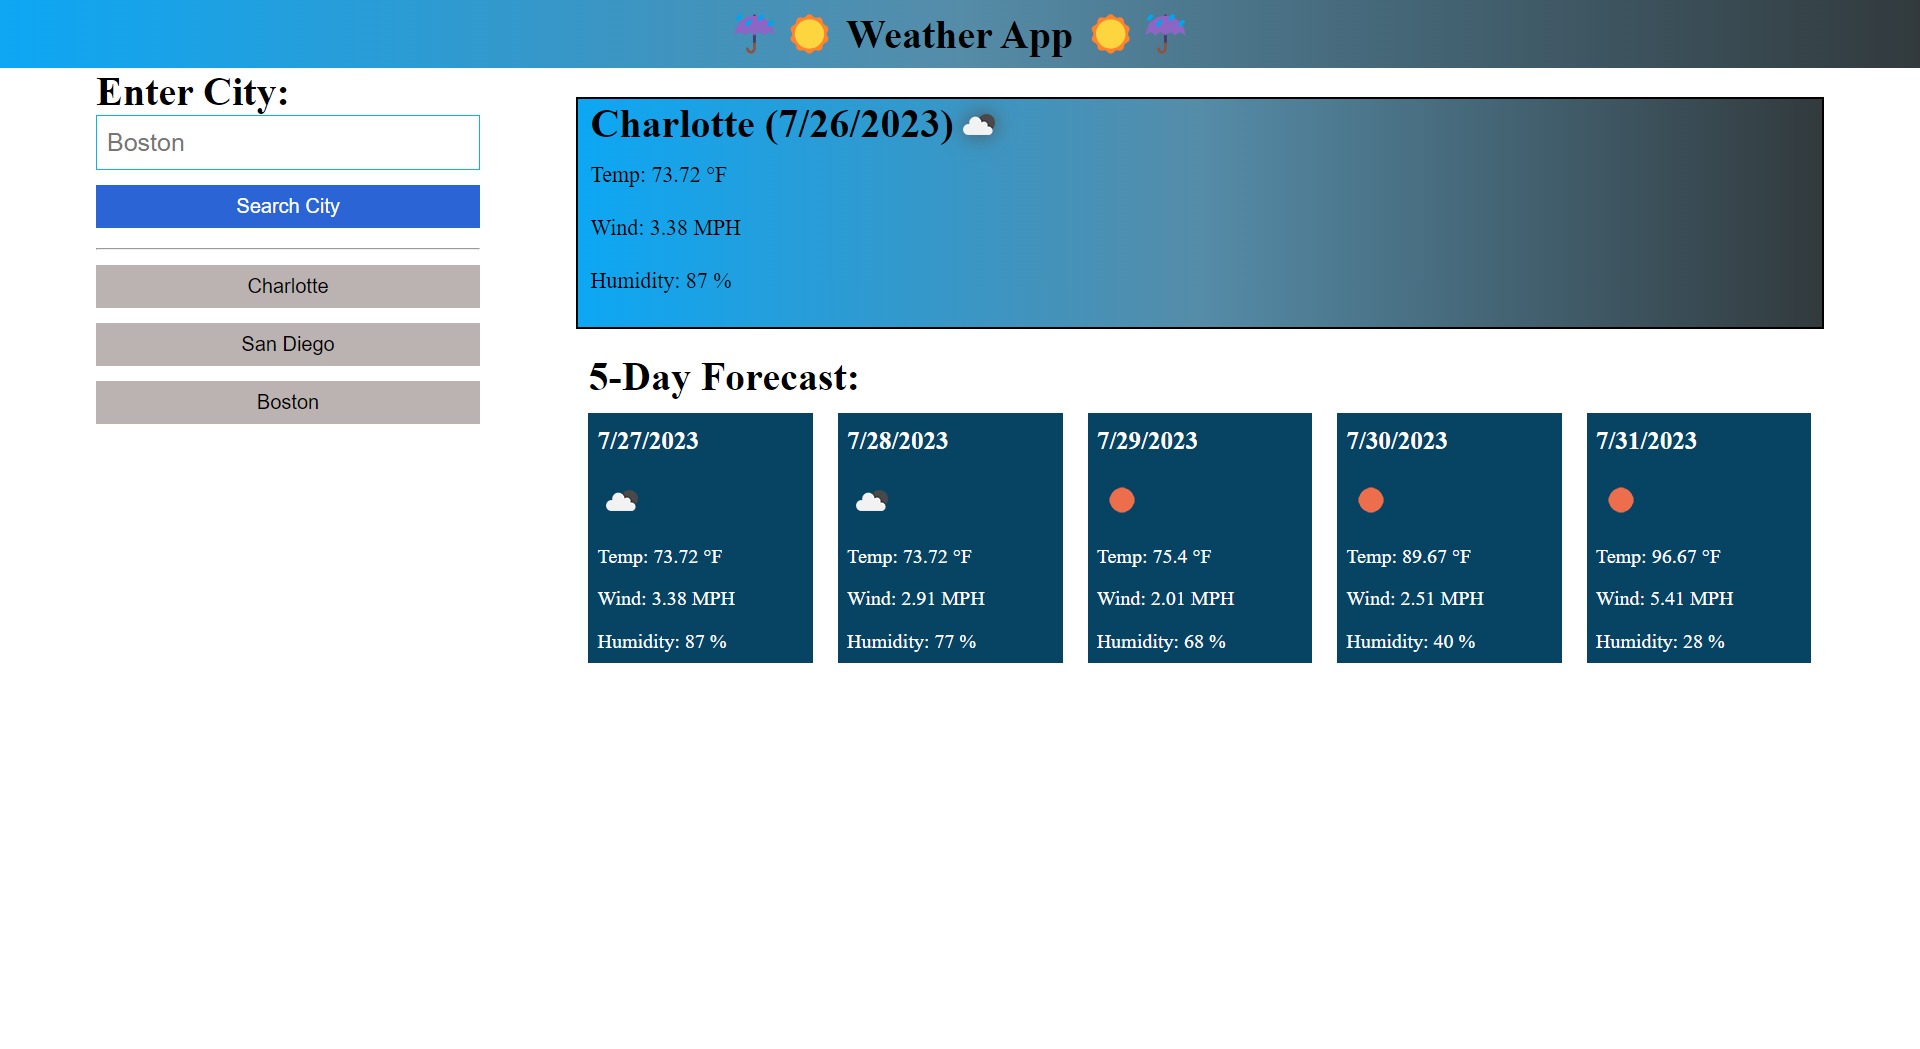 Weather App
Enter City:
Boston
Search City
Charlotte
San Diego
Boston
Charlotte (7/26/2023)
Temp: 73.72 °F
Wind: 3.38 MPH
Humidity: 87 %
5-Day Forecast:
7/27/2023
Temp: 73.72 °F
Wind: 3.38 MPH
Humidity: 87 %
7/28/2023
Temp: 73.72 °F
Wind: 2.91 MPH
Humidity: 77 %
7/29/2023
Temp: 75.4 °F
Wind: 2.01 MPH
Humidity: 68 %
7/30/2023
Temp: 89.67 °F
Wind: 2.51 MPH
Humidity: 40 %
7/31/2023
Temp: 96.67 °F
Wind: 5.41 MPH
Humidity: 28 %